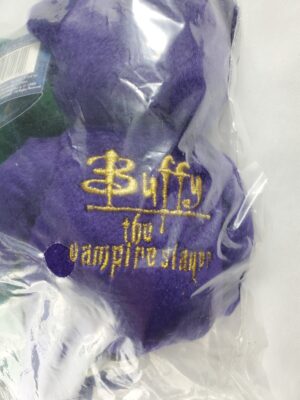 Buffy
the
vampire slayer